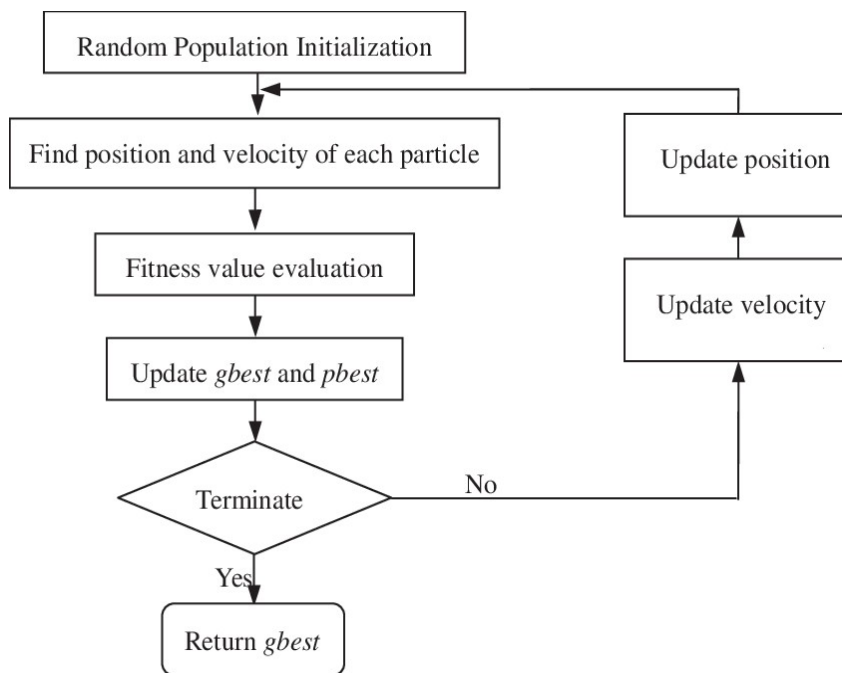 Random Population Initialization
Find position and velocity of each particle
Fitness value evaluation
Update gbest and pbest
Terminate
No
Yes
Return gbest
Update velocity
Update position